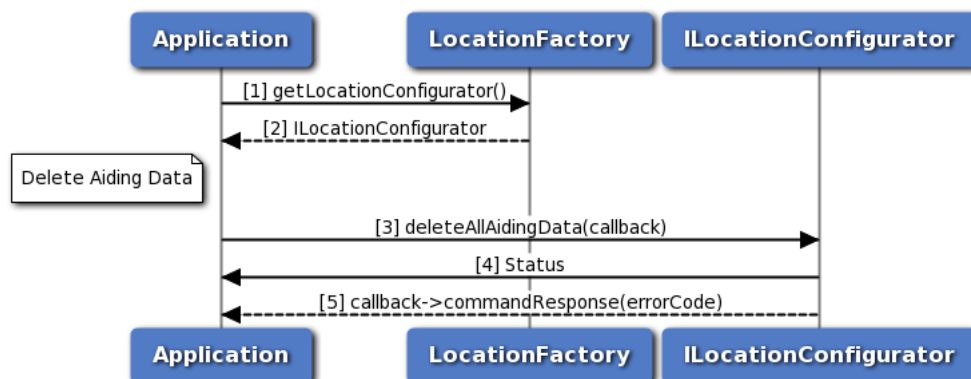 Application
LocationFactory
ILocationConfigurator
[1] getLocationConfigurator()
[2] ILocationConfigurator
Delete Aiding Data
[3] deleteAllAidingData(callback)
[4] Status
[5] callback->commandResponse(errorCode)
Application
LocationFactory
ILocationConfigurator